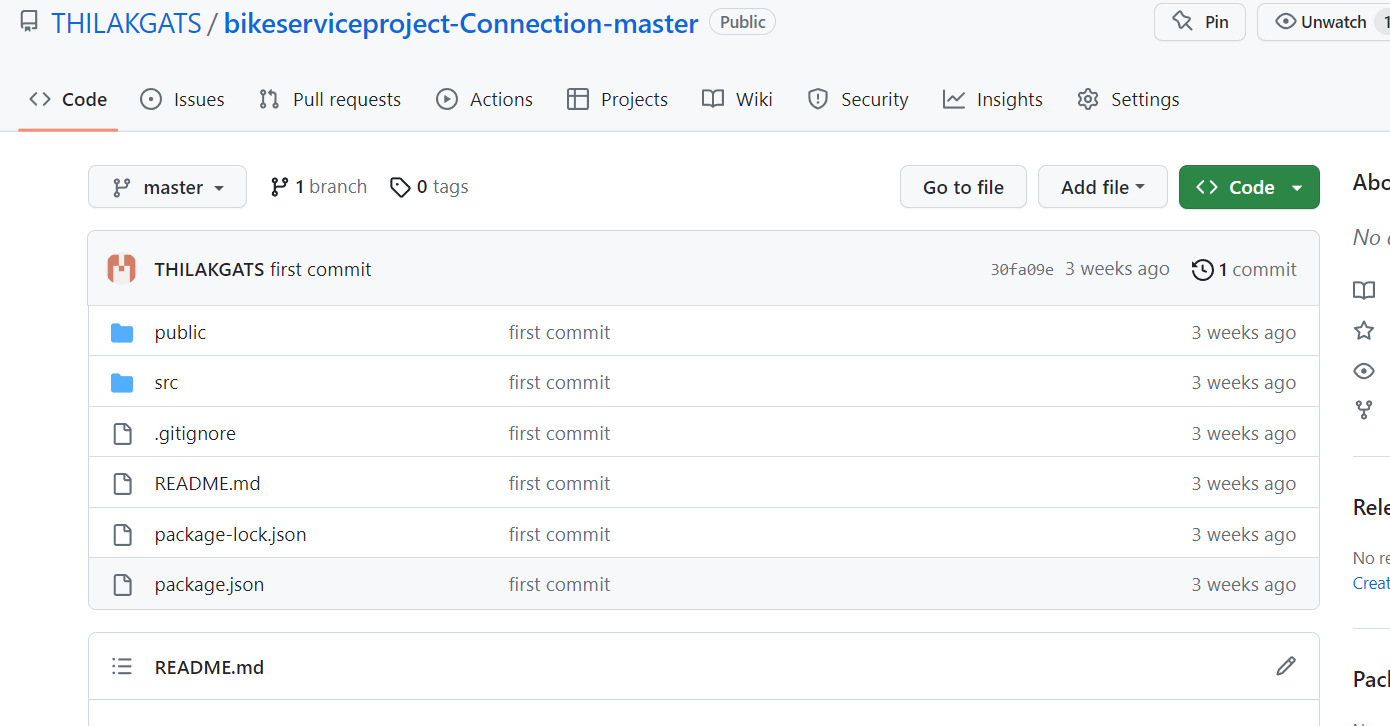 THILAKGATS / bikeserviceproject-Connection-master Public Pin Unwatch 1
Code Issues Pull requests Actions Projects Wiki Security Insights Settings
master 1 branch 0 tags Go to file Add file Code
THILAKGATS first commit 30fa09e 3 weeks ago 1 commit
public first commit 3 weeks ago
src first commit 3 weeks ago
.gitignore first commit 3 weeks ago
README.md first commit 3 weeks ago
package-lock.json first commit 3 weeks ago
package.json first commit 3 weeks ago
README.md
Abo
No
Rele
No re
Creat
Pack